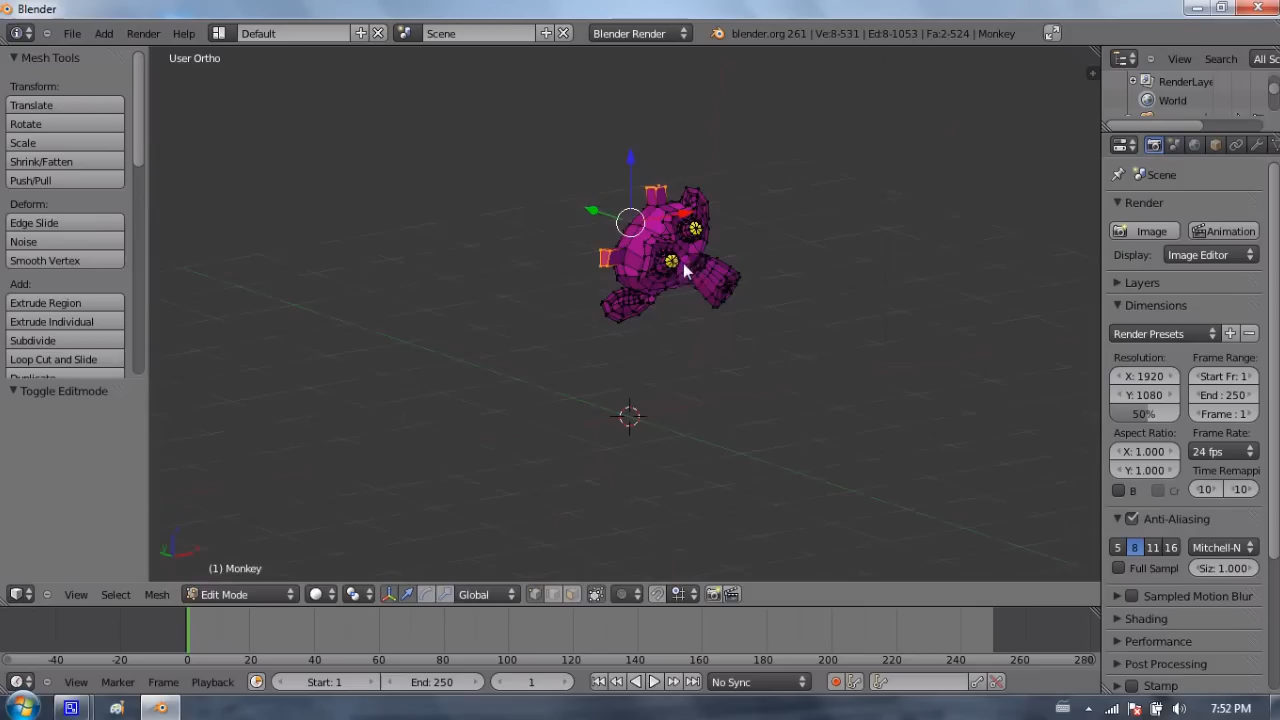 Blender
File Add Render Help Default Scene Blender Render blender.org 261 | Ve:8-531 | Ed:8-1053 | Fa:2-524 | Monkey
Mesh Tools
Transform:
Translate
Rotate
Scale
Shrink/Fatten
Push/Pull
Deform:
Edge Slide
Noise
Smooth Vertex
Add:
Extrude Region
Extrude Individual
Subdivide
Loop Cut and Slide
Toggle Editmode
User Ortho
(1) Monkey
View Search All Sc
RenderLaye
World
Scene
Render
Image Animation
Display: Image Editor
Layers
Dimensions
Render Presets
Resolution: Frame Range:
X: 1920 Start Fr: 1
Y: 1080 End : 250
50% Frame : 1
Aspect Ratio: Frame Rate:
X: 1.000 24 fps
Y: 1.000 Time Remappi
B Cr 10 10
Anti-Aliasing
5 8 11 16 Mitchell-N
Full Sampl Siz: 1.000
Sampled Motion Blur
Shading
Performance
Post Processing
Stamp
View Select Mesh Edit Mode Global
-40 -20 0 20 40 60 80 100 120 140 160 180 200 220 240 260 280
View Marker Frame Playback Start: 1 End: 250 1 No Sync
7:52 PM